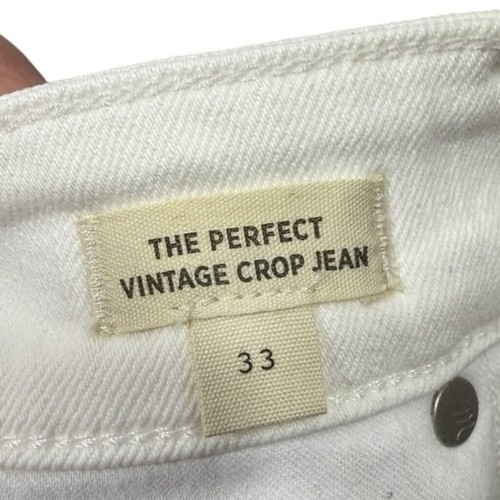 THE PERFECT
VINTAGE CROP JEAN
33